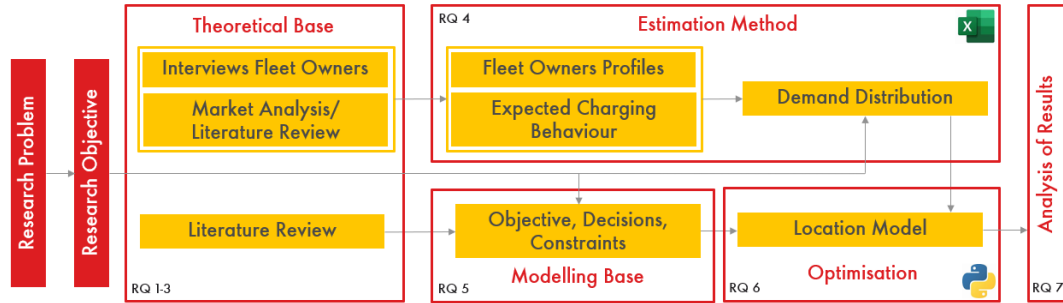 Research Problem
Research Objective
Theoretical Base
Interviews Fleet Owners
Market Analysis/
Literature Review
Literature Review
RQ 1-3
RQ 4
Estimation Method
Fleet Owners Profiles
Expected Charging
Behaviour
Demand Distribution
Objective, Decisions,
Constraints
Modelling Base
RQ 5
Location Model
Optimisation
RQ 6
Analysis of Results
RQ 7